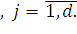 , j = \overline{1,d}.